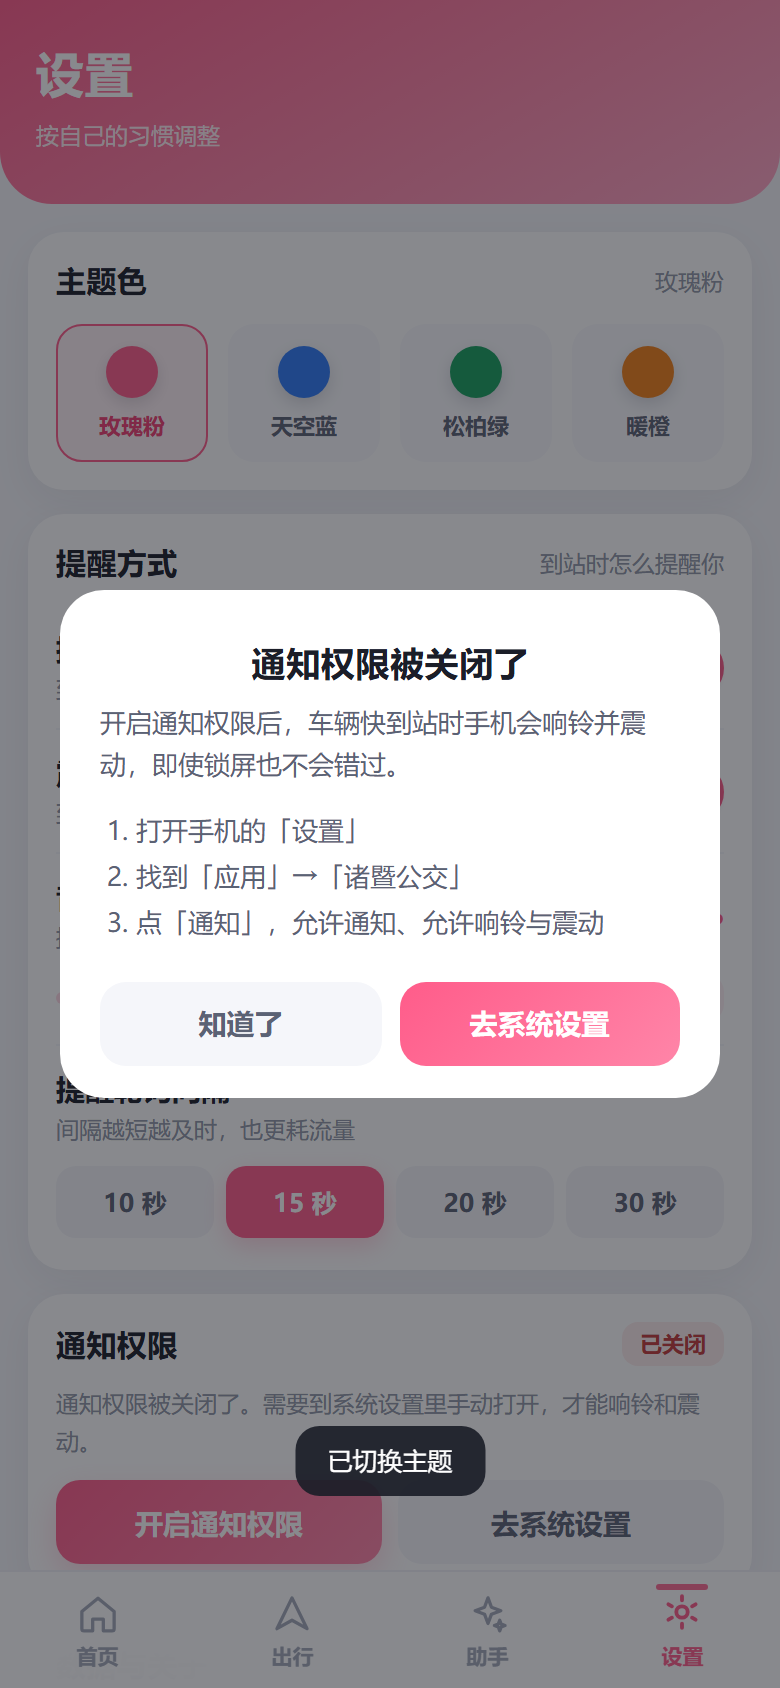 设置
按自己的习惯调整
主题色
玫瑰粉
玫瑰粉
天空蓝
松柏绿
暖橙
提醒方式
到站时怎么提醒你
通知权限被关闭了
开启通知权限后，车辆快到站时手机会响铃并震
动，即使锁屏也不会错过。
1. 打开手机的「设置」
2. 找到「应用」→「诸暨公交」
3. 点「通知」，允许通知、允许响铃与震动
知道了
去系统设置
间隔越短越及时，也更耗流量
10 秒
15 秒
20 秒
30 秒
通知权限
已关闭
通知权限被关闭了。需要到系统设置里手动打开，才能响铃和震
动。
已切换主题
开启通知权限
去系统设置
首页
出行
助手
设置